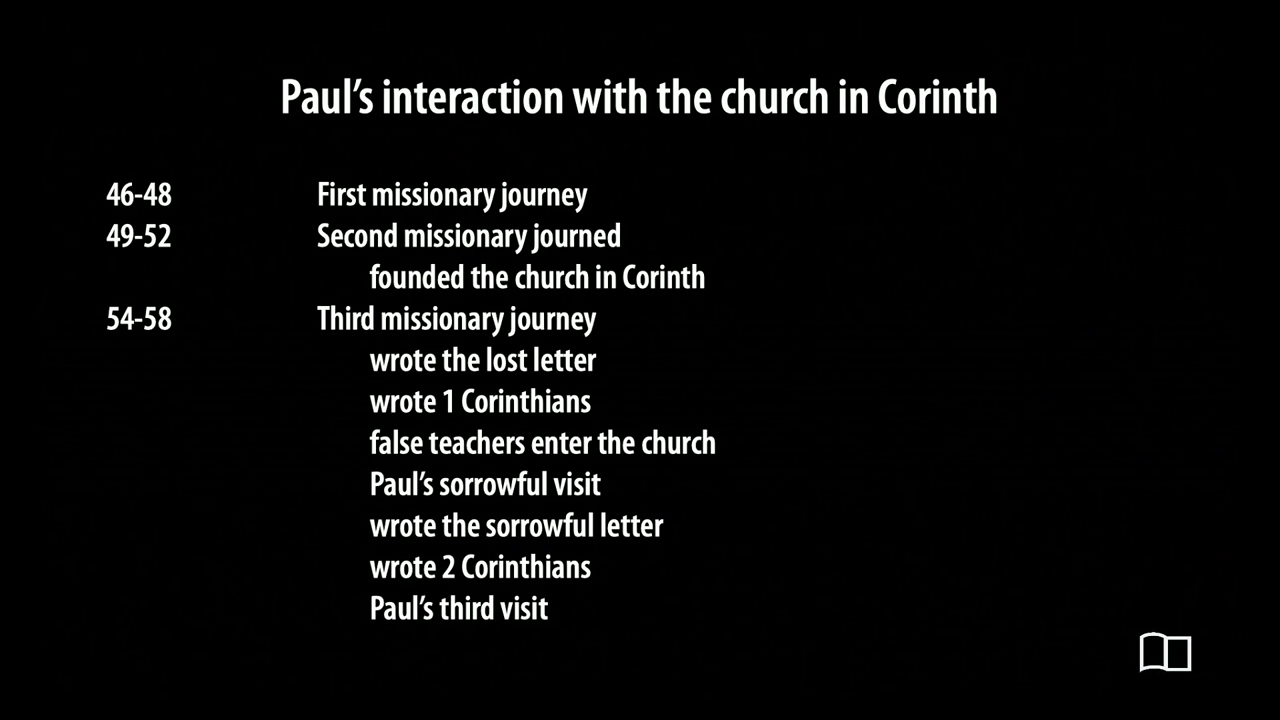 Paul's interaction with the church in Corinth
46-48 First missionary journey
49-52 Second missionary journed
founded the church in Corinth
54-58 Third missionary journey
wrote the lost letter
wrote 1 Corinthians
false teachers enter the church
Paul's sorrowful visit
wrote the sorrowful letter
wrote 2 Corinthians
Paul's third visit